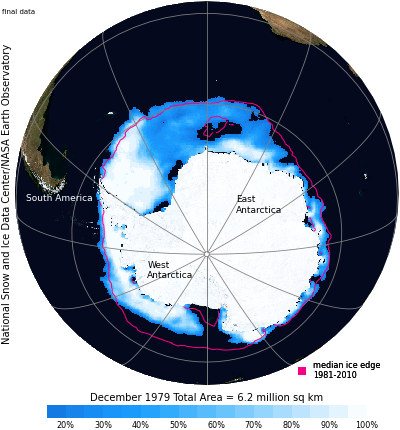 final data
National Snow and Ice Data Center/NASA Earth Observatory
South America
East
Antarctica
West
Antarctica
median ice edge
1981-2010
December 1979 Total Area = 6.2 million sq km
20% 30% 40% 50% 60% 70% 80% 90% 100%